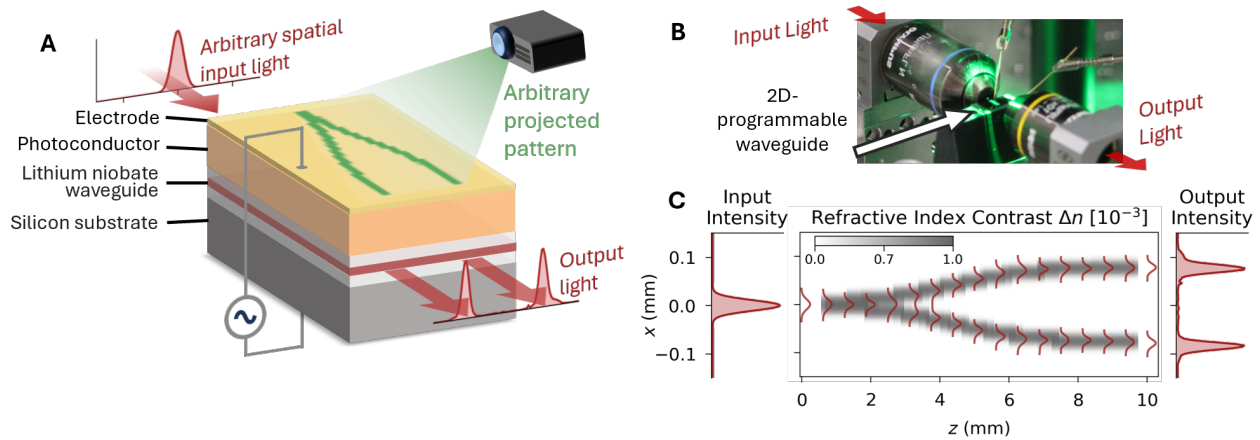 A
Arbitrary spatial
input light
Electrode
Photoconductor
Lithium niobate
waveguide
Silicon substrate
Arbitrary
projected
pattern
Output
light
B
Input Light
2D-
programmable
waveguide
Output
Light
C
Input
Intensity
Refractive Index Contrast Δn [10⁻³]
0.0 0.7 1.0
Output
Intensity
0.1
0.0
−0.1
x (mm)
0 2 4 6 8 10
z (mm)